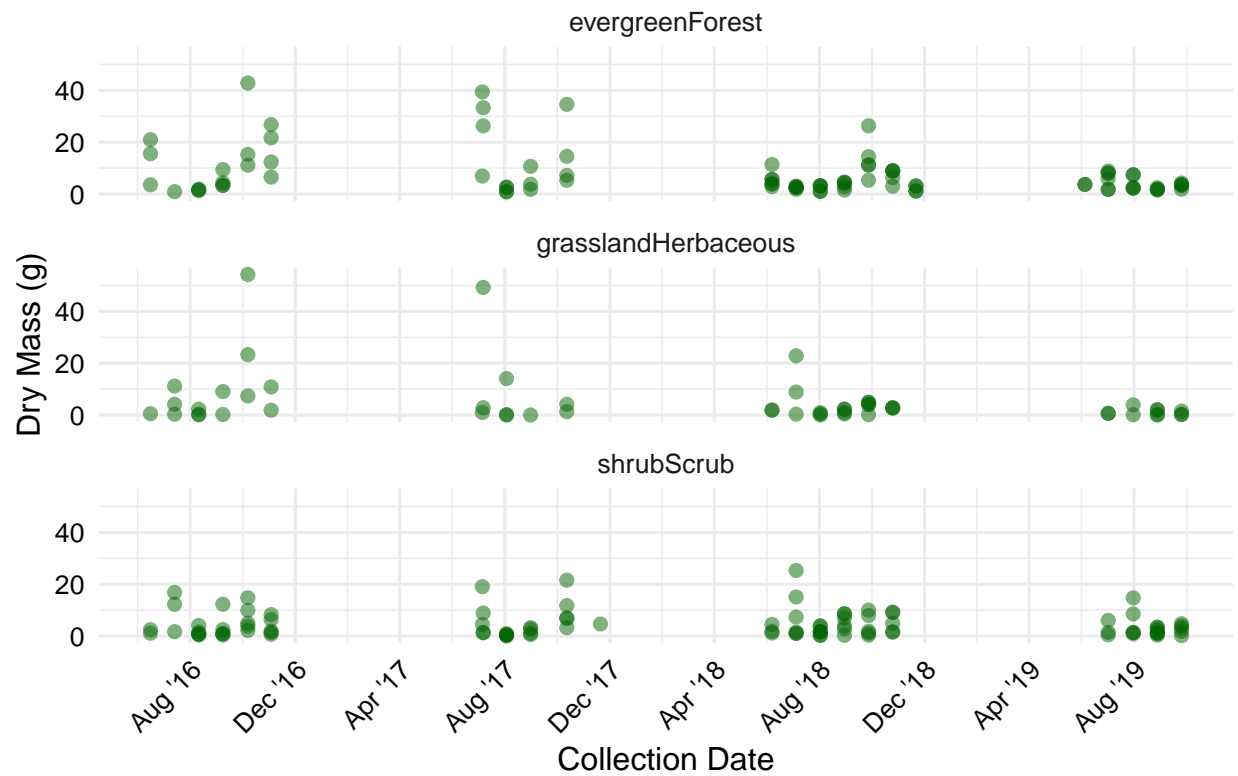 evergreenForest
40
20
0
grasslandHerbaceous
40
20
0
shrubScrub
40
20
0
Dry Mass (g)
Aug '16
Dec '16
Apr '17
Aug '17
Dec '17
Apr '18
Aug '18
Dec '18
Apr '19
Aug '19
Collection Date